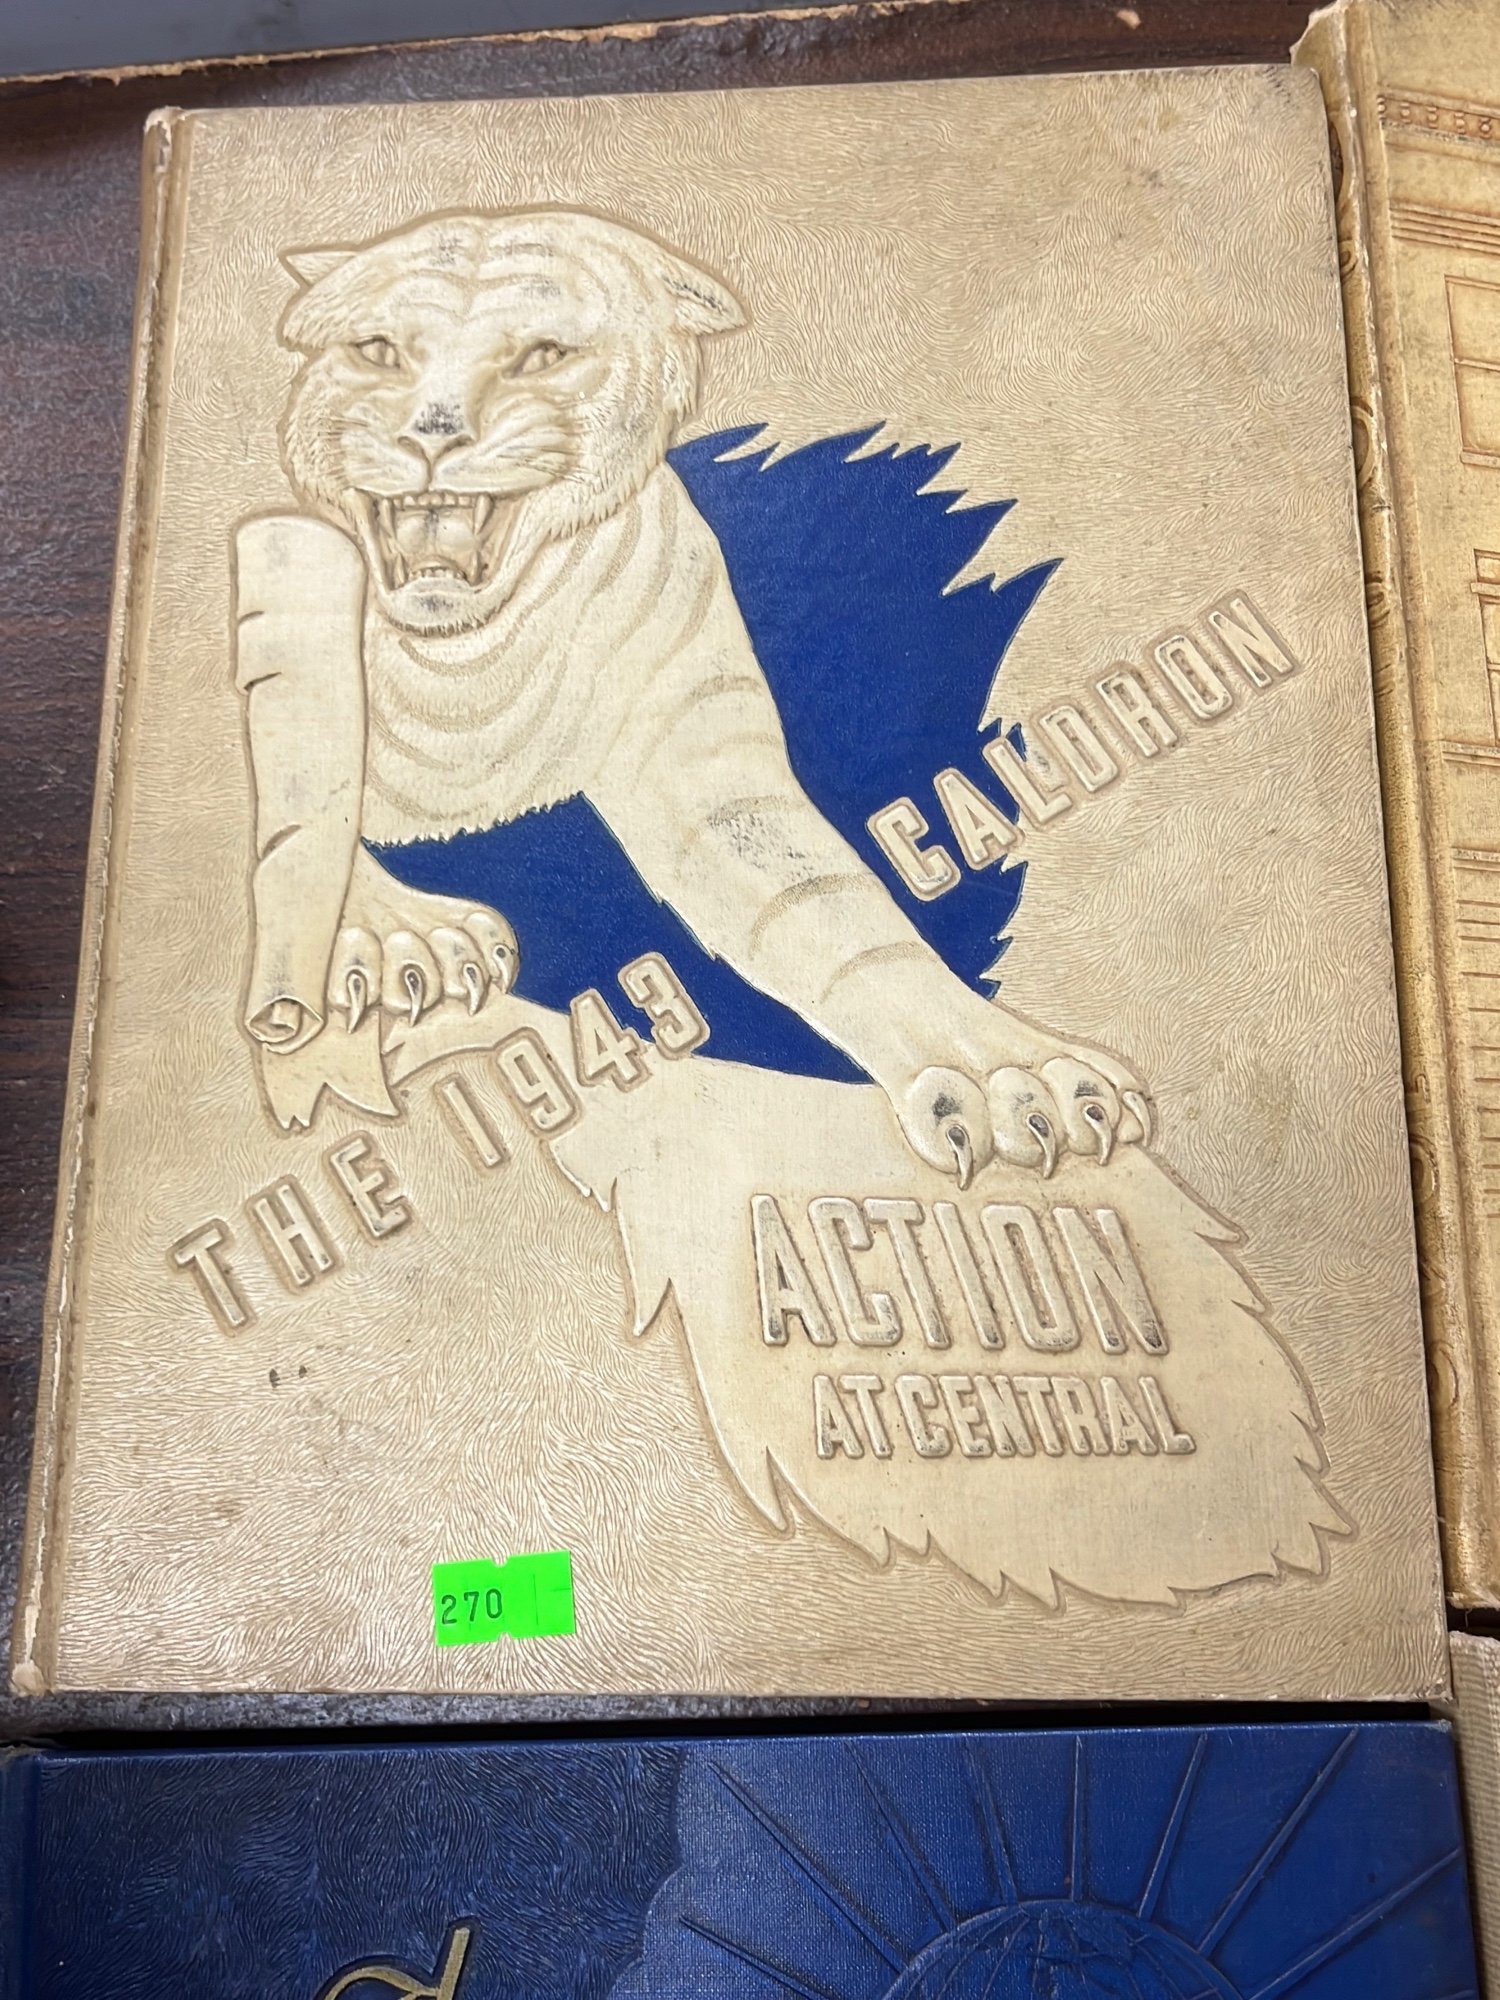 THE 1943 CALDRON
ACTION
AT CENTRAL
270